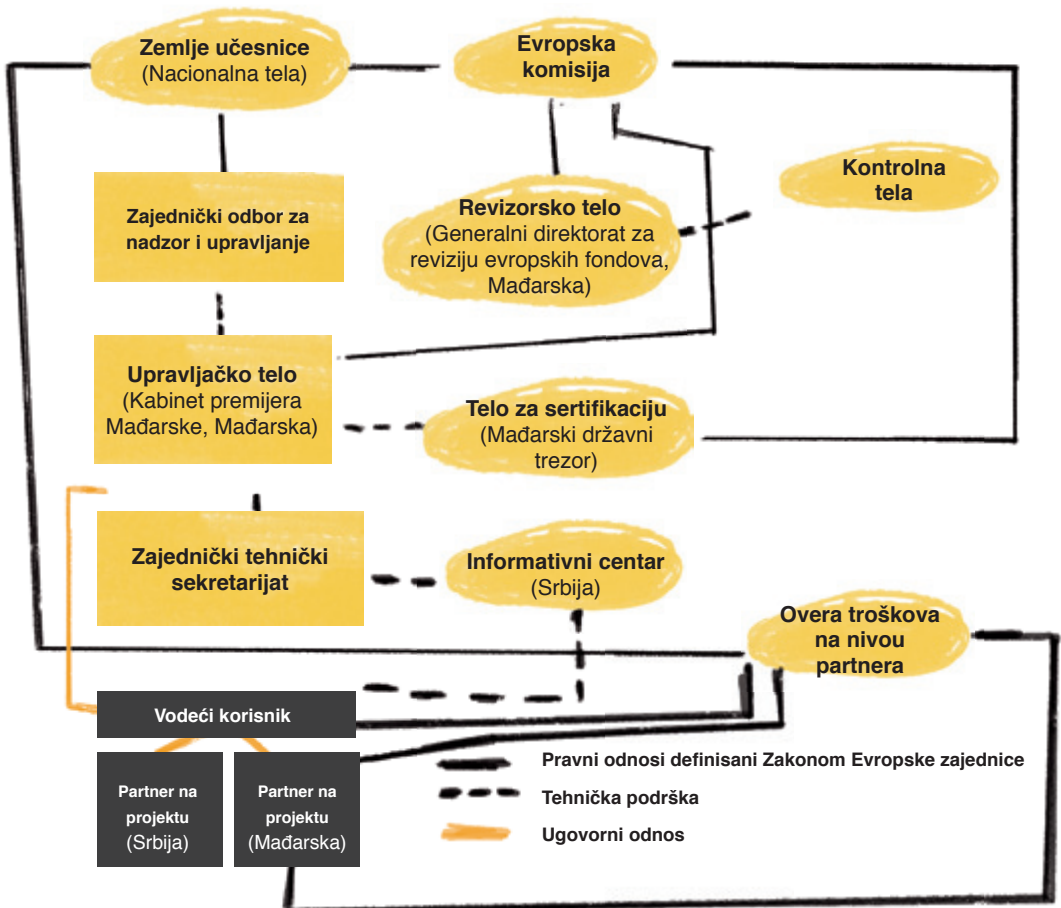 Zemlje učesnice
(Nacionalna tela)
Evropska
komisija
Kontrolna
tela
Zajednički odbor za
nadzor i upravljanje
Revizorsko telo
(Generalni direktorat za
reviziju evropskih fondova,
Mađarska)
Upravljačko telo
(Kabinet premijera
Mađarske, Mađarska)
Telo za sertifikaciju
(Mađarski državni
trezor)
Zajednički tehnički
sekretarijat
Informativni centar
(Srbija)
Overa troškova
na nivou
partnera
Vodeći korisnik
Partner na
projektu
(Srbija)
Partner na
projektu
(Mađarska)
Pravni odnosi definisani Zakonom Evropske zajednice
Tehnička podrška
Ugovorni odnos